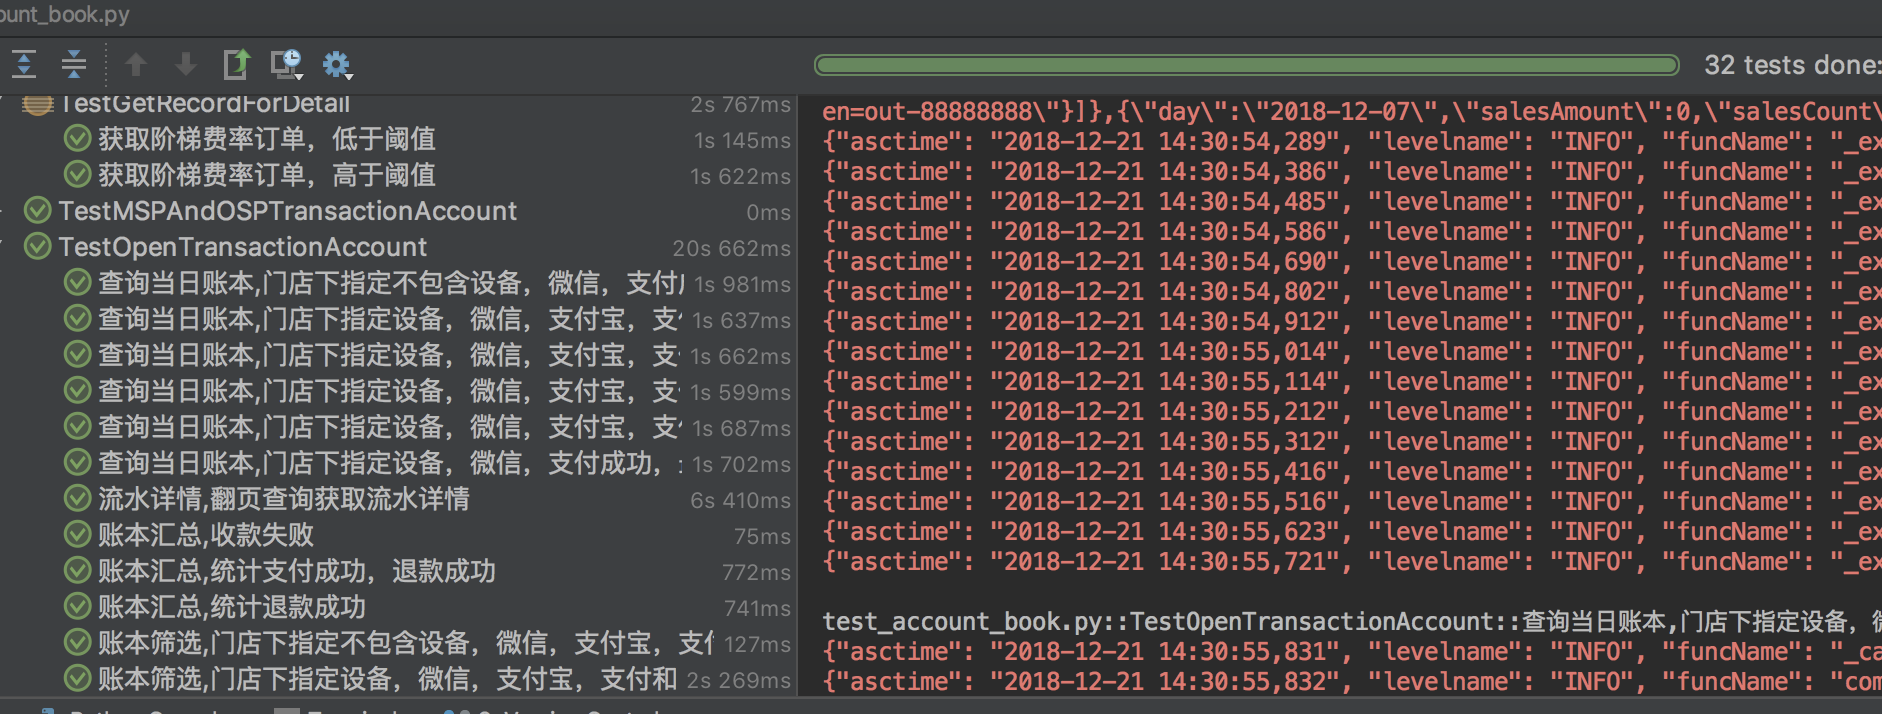 ount_book.py
32 tests done:
TestGetRecordForDetail 2s 767ms
获取阶梯费率订单，低于阈值 1s 145ms
获取阶梯费率订单，高于阈值 1s 622ms
TestMSPAndOSPTransactionAccount 0ms
TestOpenTransactionAccount 20s 662ms
查询当日账本,门店下指定不包含设备，微信，支付 1s 981ms
查询当日账本,门店下指定设备，微信，支付宝，支 1s 637ms
查询当日账本,门店下指定设备，微信，支付宝，支 1s 662ms
查询当日账本,门店下指定设备，微信，支付宝，支 1s 599ms
查询当日账本,门店下指定设备，微信，支付宝，支 1s 687ms
查询当日账本,门店下指定设备，微信，支付成功， 1s 702ms
流水详情,翻页查询获取流水详情 6s 410ms
账本汇总,收款失败 75ms
账本汇总,统计支付成功，退款成功 772ms
账本汇总,统计退款成功 741ms
账本筛选,门店下指定不包含设备，微信，支付宝，支 127ms
账本筛选,门店下指定设备，微信，支付宝，支付和 2s 269ms
en=out-88888888\"}]},{\"day\":\"2018-12-07\",\"salesAmount\":0,\"salesCount\
{"asctime": "2018-12-21 14:30:54,289", "levelname": "INFO", "funcName": "_ex
{"asctime": "2018-12-21 14:30:54,386", "levelname": "INFO", "funcName": "_ex
{"asctime": "2018-12-21 14:30:54,485", "levelname": "INFO", "funcName": "_ex
{"asctime": "2018-12-21 14:30:54,586", "levelname": "INFO", "funcName": "_ex
{"asctime": "2018-12-21 14:30:54,690", "levelname": "INFO", "funcName": "_ex
{"asctime": "2018-12-21 14:30:54,802", "levelname": "INFO", "funcName": "_ex
{"asctime": "2018-12-21 14:30:54,912", "levelname": "INFO", "funcName": "_ex
{"asctime": "2018-12-21 14:30:55,014", "levelname": "INFO", "funcName": "_ex
{"asctime": "2018-12-21 14:30:55,114", "levelname": "INFO", "funcName": "_ex
{"asctime": "2018-12-21 14:30:55,212", "levelname": "INFO", "funcName": "_ex
{"asctime": "2018-12-21 14:30:55,312", "levelname": "INFO", "funcName": "_ex
{"asctime": "2018-12-21 14:30:55,416", "levelname": "INFO", "funcName": "_ex
{"asctime": "2018-12-21 14:30:55,516", "levelname": "INFO", "funcName": "_ex
{"asctime": "2018-12-21 14:30:55,623", "levelname": "INFO", "funcName": "_ex
{"asctime": "2018-12-21 14:30:55,721", "levelname": "INFO", "funcName": "_ex
test_account_book.py::TestOpenTransactionAccount::查询当日账本,门店下指定设备，微
{"asctime": "2018-12-21 14:30:55,831", "levelname": "INFO", "funcName": "_ca
{"asctime": "2018-12-21 14:30:55,832", "levelname": "INFO", "funcName": "com